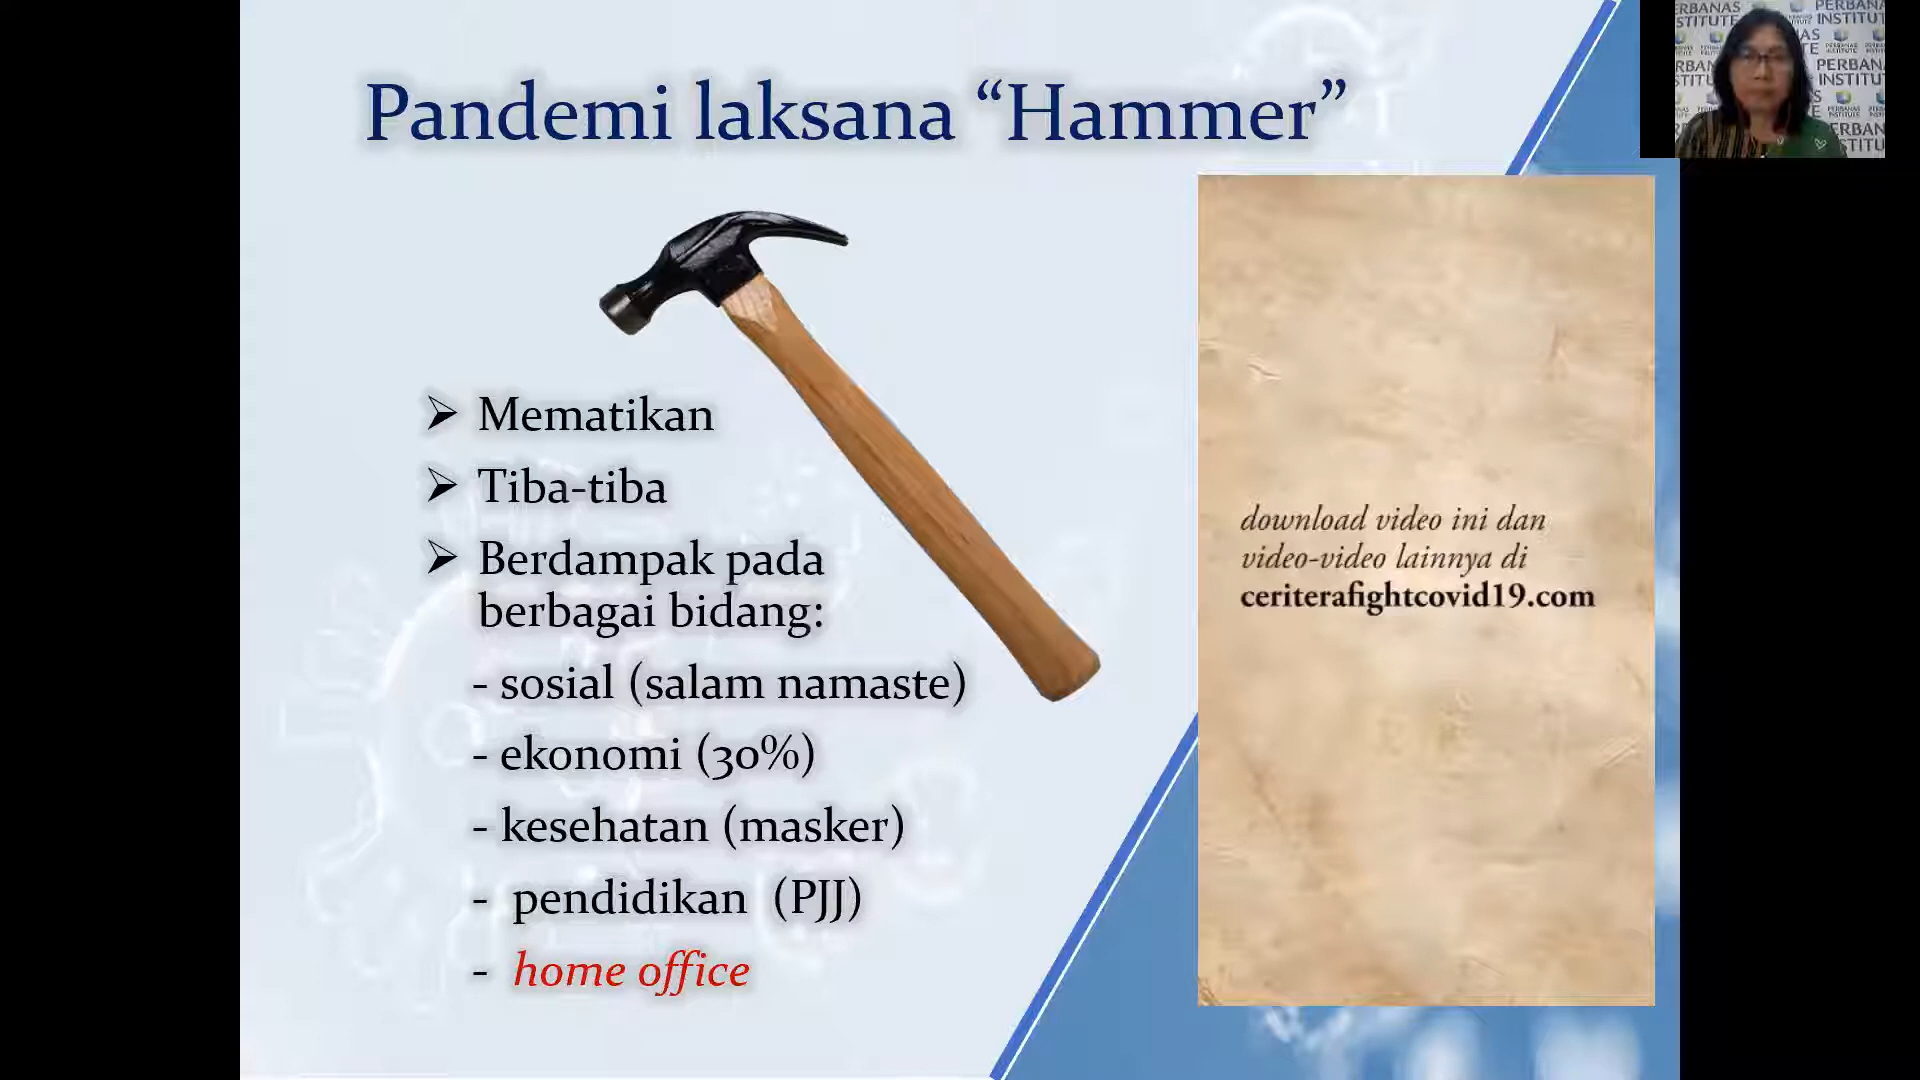 Pandemi laksana “Hammer”
➢ Mematikan
➢ Tiba-tiba
➢ Berdampak pada
berbagai bidang:
- sosial (salam namaste)
- ekonomi (30%)
- kesehatan (masker)
- pendidikan (PJJ)
- home office
download video ini dan
video-video lainnya di
ceriterafightcovid19.com
PERBANAS
INSTITUTE